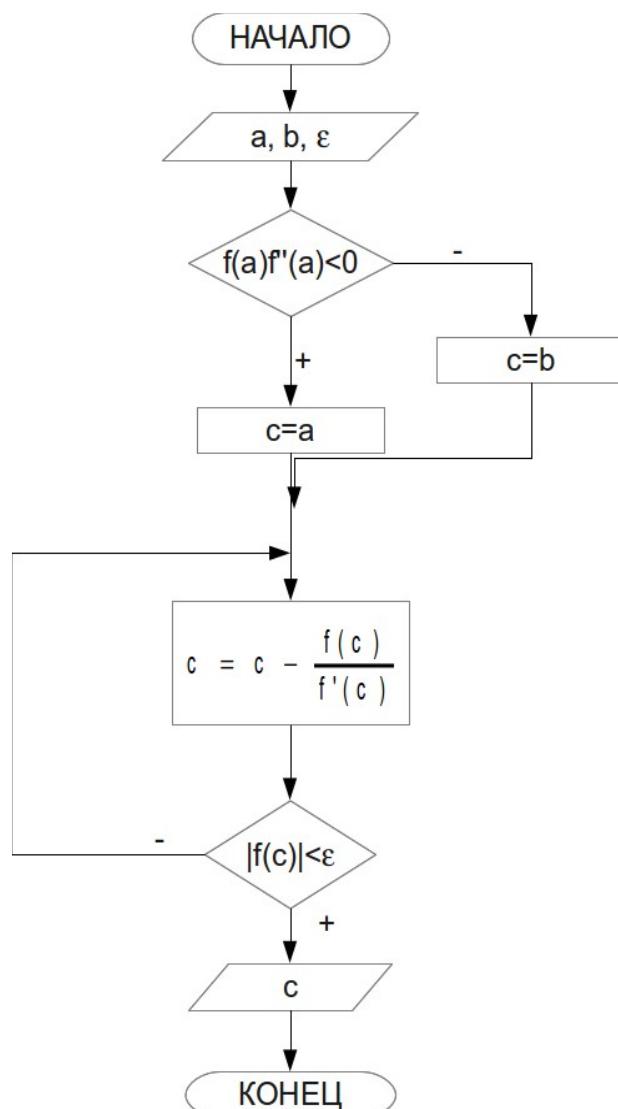 НАЧАЛО
a, b, ε
f(a)f"(a)<0
-
c=b
+
c=a
c = c - f(c)/f'(c)
-
|f(c)|<ε
+
c
КОНЕЦ